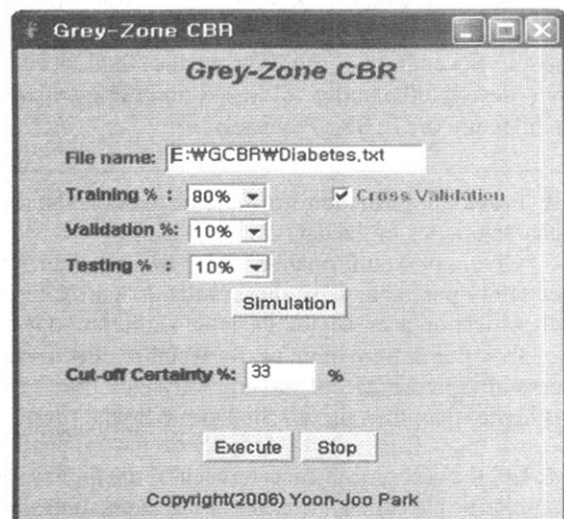 Grey-Zone CBR
Grey-Zone CBR
File name: E:₩GCBR₩Diabetes.txt
Training % : 80% Cross Validation
Validation %: 10%
Testing % : 10%
Simulation
Cut-off Certainty %: 33 %
Execute Stop
Copyright(2006) Yoon-Joo Park